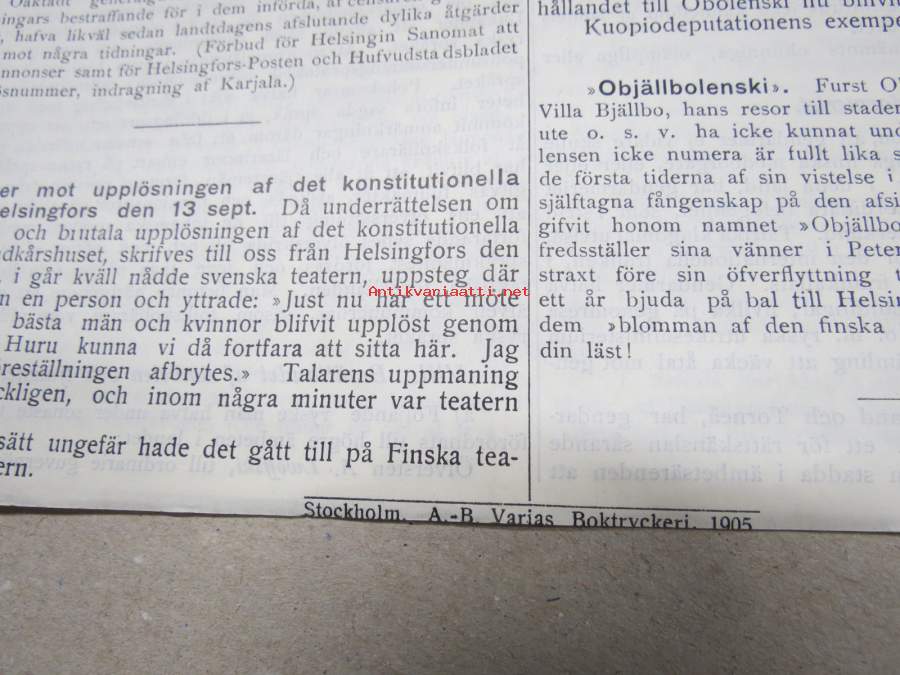 ingars bestraffande för i dem införda, af
, hafva likväl sedan landtdagens afslutande dylika åtgärder
mot några tidningar. (Förbud för Helsingin Sanomat att
nnonser samt för Helsingfors-Posten och Hufvudstadsbladet
snummer, indragning af Karjala.)
er mot upplösningen af det konstitutionella
elsingfors den 13 sept. Då underrättelsen om
och brutala upplösningen af det konstitutionella
dkårshuset, skrifves till oss från Helsingfors den
i går kväll nådde svenska teatern, uppsteg där
n en person och yttrade: »Just nu har ett möte
bästa män och kvinnor blifvit upplöst genom
Huru kunna vi då fortfara att sitta här. Jag
reställningen afbrytes.» Talarens uppmaning
ckligen, och inom några minuter var teatern
sätt ungefär hade det gått till på Finska tea-
ern.
hållandet till Obolenski nu blifvit
Kuopiodeputationens exempe
»Objällbolenski». Furst O
Villa Bjällbo, hans resor till stader
ute o. s. v. ha icke kunnat und
lensen icke numera är fullt lika s
de första tiderna af sin vistelse i
självtagna fångenskap på den afsi
gifvit honom namnet »Objällbo
fredsställer sina vänner i Peter
straxt före sin öfverflyttning t
ett år bjuda på bal till Helsin
dem »blomman af den finska
din läst!
Stockholm, A.-B. Varias Boktryckeri, 1905
Antikvariaatti.net